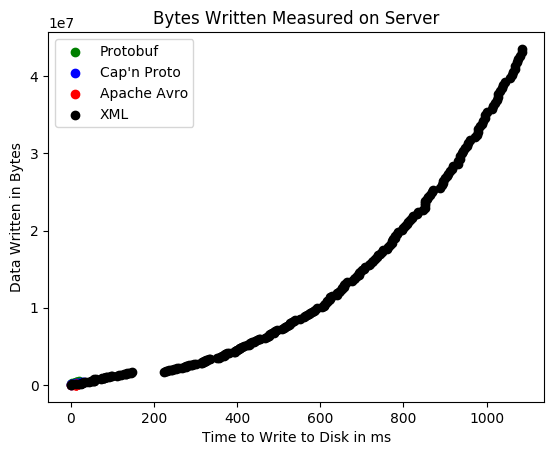 Bytes Written Measured on Server
1e7
Protobuf
Cap'n Proto
Apache Avro
XML
4
3
2
1
0
Data Written in Bytes
0 200 400 600 800 1000
Time to Write to Disk in ms